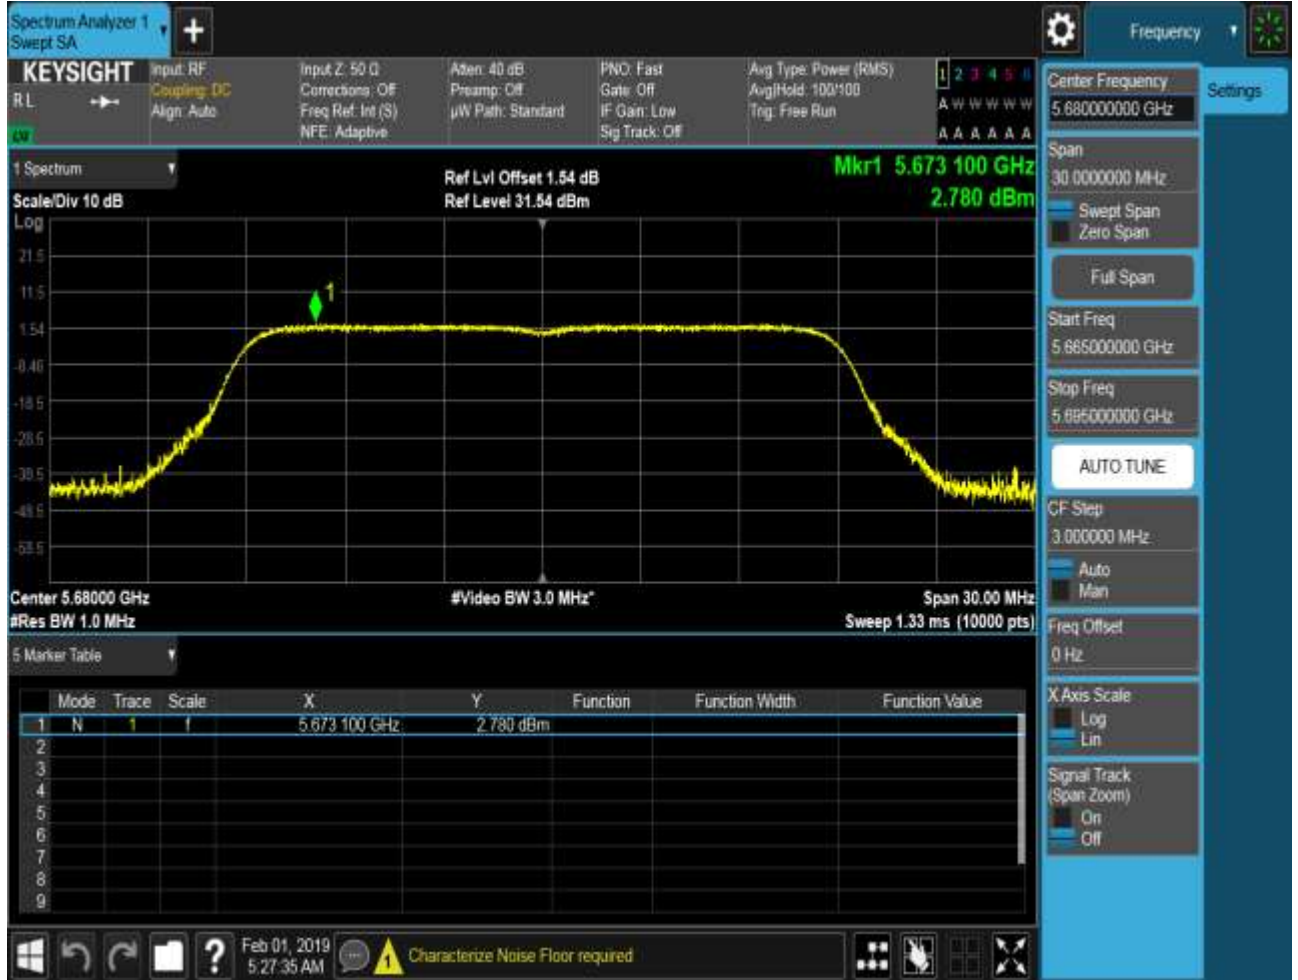 Spectrum Analyzer 1
Swept SA
+
Frequency
KEYSIGHT
R L
Input: RF
Coupling: DC
Align: Auto
Input Z: 50 Ω
Corrections: Off
Freq Ref: Int (S)
NFE: Adaptive
Atten: 40 dB
Preamp: Off
µW Path: Standard
PNO: Fast
Gate: Off
IF Gain: Low
Sig Track: Off
Avg Type: Power (RMS)
Avg|Hold: 100/100
Trig: Free Run
1 2 3 4 5 6
A W W W W W
A A A A A A
1 Spectrum
Scale/Div 10 dB
Ref Lvl Offset 1.54 dB
Ref Level 31.54 dBm
Mkr1 5.673 100 GHz
2.780 dBm
Log
21.5
11.5
1.54
-8.46
-18.5
-28.5
-38.5
-48.5
-58.5
1
Center 5.68000 GHz
#Res BW 1.0 MHz
#Video BW 3.0 MHz*
Span 30.00 MHz
Sweep 1.33 ms (10000 pts)
5 Marker Table
Mode Trace Scale X Y Function Function Width Function Value
1 N 1 f 5.673 100 GHz 2.780 dBm
2
3
4
5
6
7
8
9
Center Frequency
5.680000000 GHz
Settings
Span
30.0000000 MHz
Swept Span
Zero Span
Full Span
Start Freq
5.665000000 GHz
Stop Freq
5.695000000 GHz
AUTO TUNE
CF Step
3.000000 MHz
Auto
Man
Freq Offset
0 Hz
X Axis Scale
Log
Lin
Signal Track
(Span Zoom)
On
Off
?
Feb 01, 2019
5:27:35 AM
1
Characterize Noise Floor required